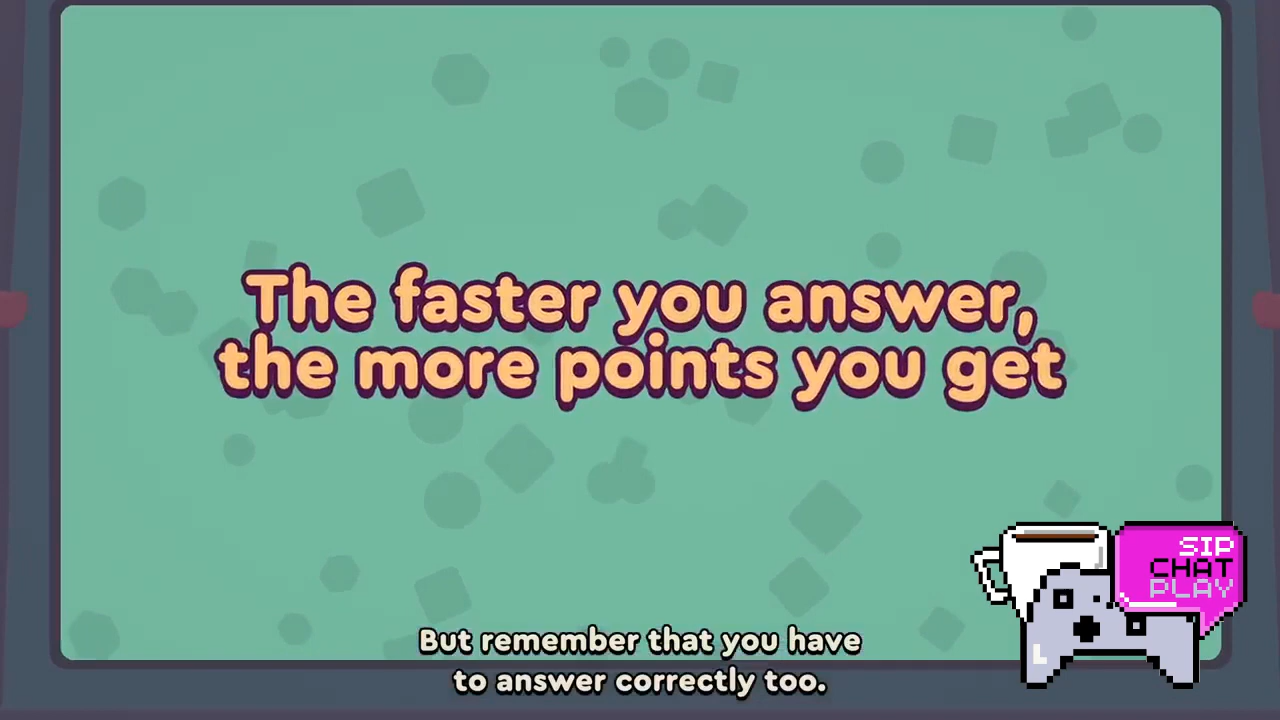 The faster you answer,
the more points you get
But remember that you have
to answer correctly too.
SIP
CHAT
PLAY